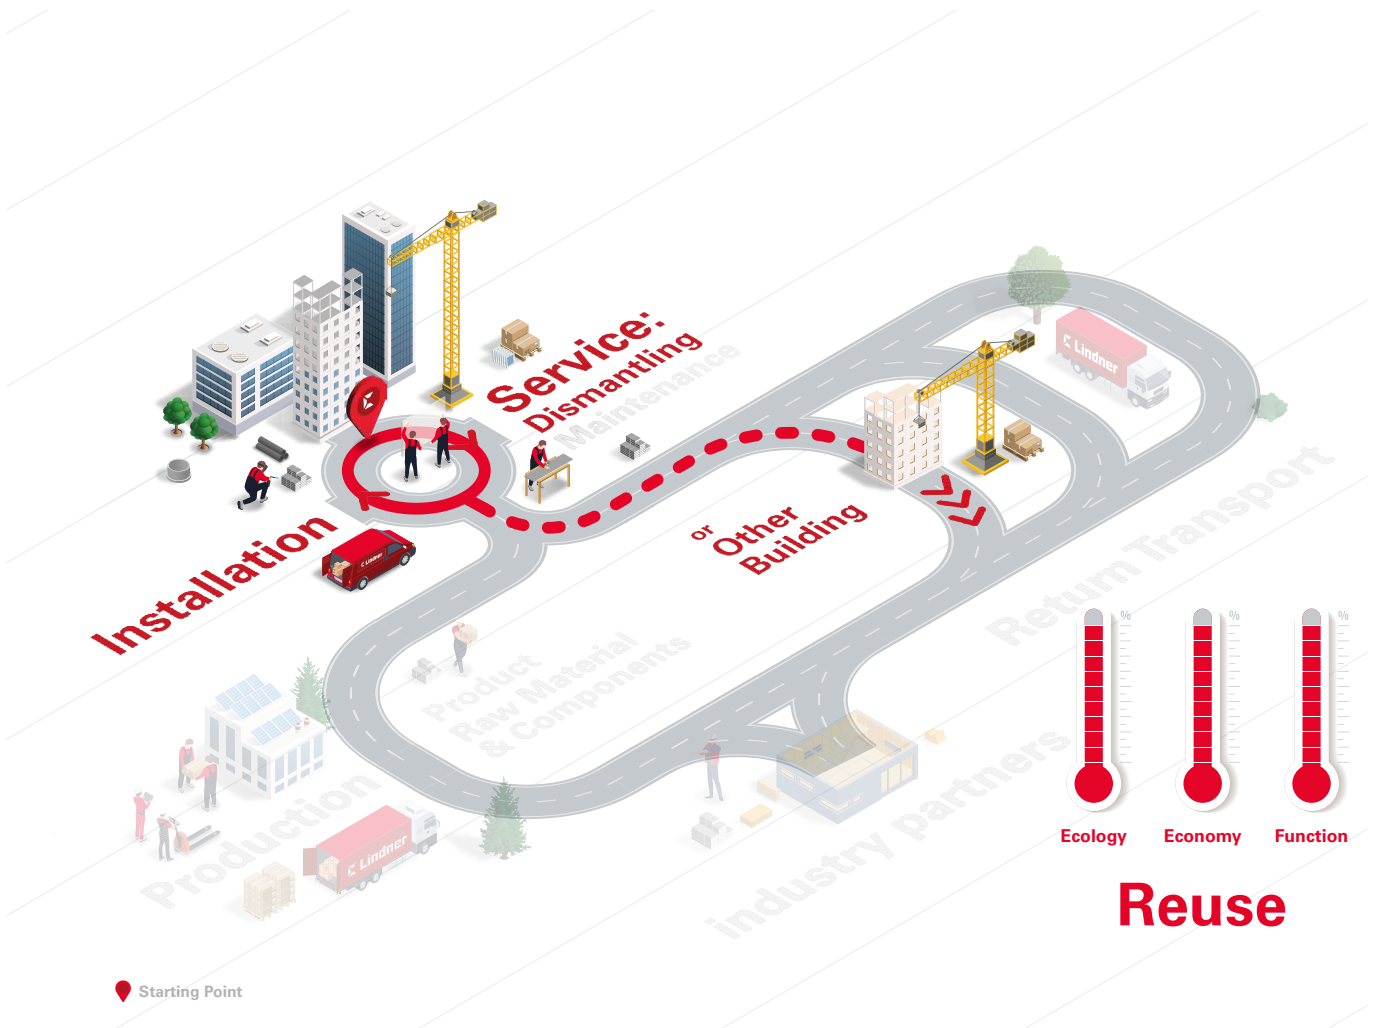 Service:
Dismantling
Maintenance
Installation
or
Other
Building
Lindner
Lindner
Return Transport
Product
Raw Material
& Components
Production
Lindner
industry partners
%
%
%
Ecology
Economy
Function
Reuse
Starting Point